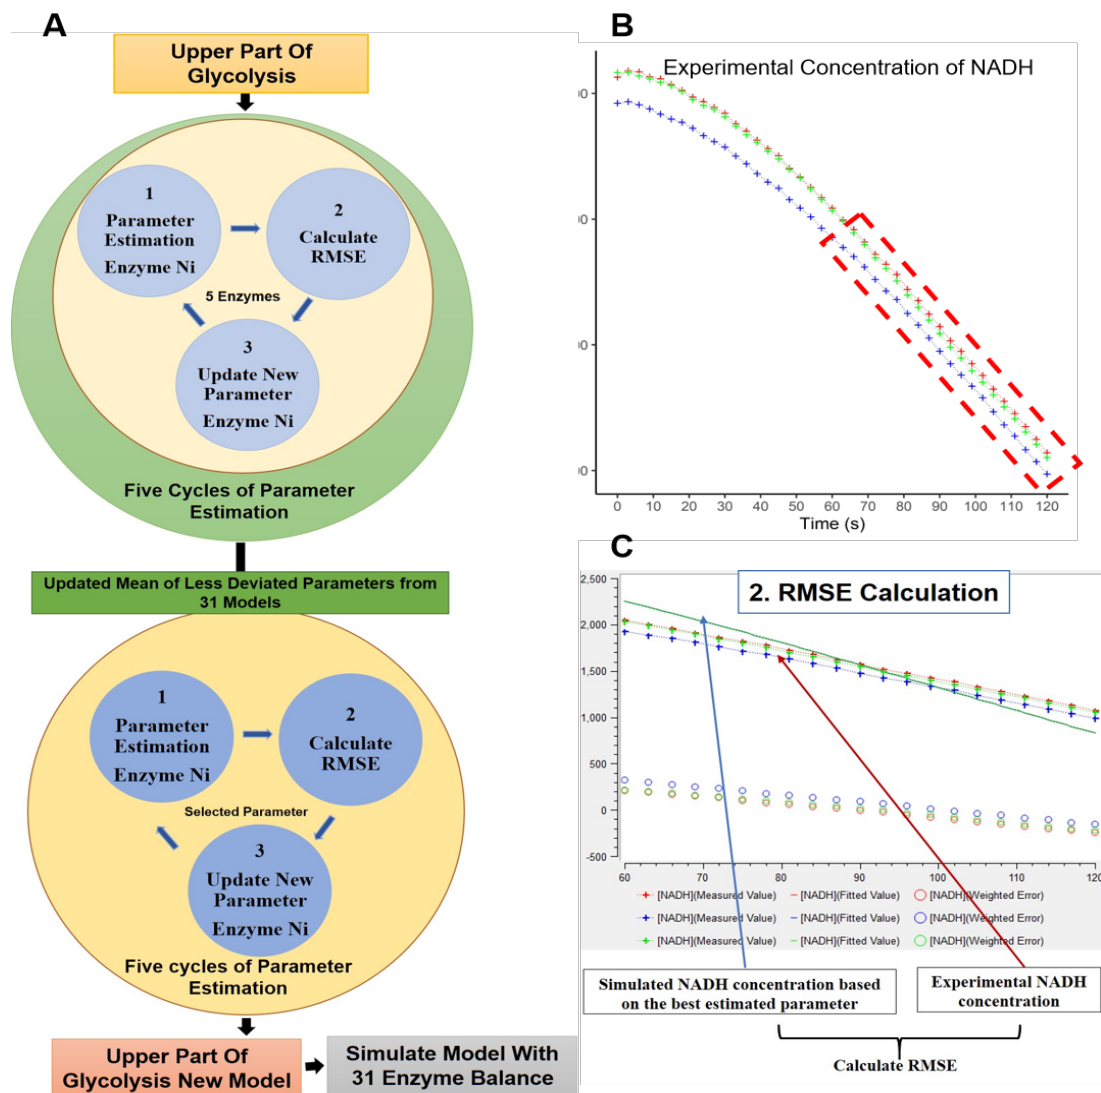 A
Upper Part Of
Glycolysis
1
Parameter
Estimation
Enzyme Ni
2
Calculate
RMSE
5 Enzymes
3
Update New
Parameter
Enzyme Ni
Five Cycles of Parameter
Estimation
Updated Mean of Less Deviated Parameters from
31 Models
1
Parameter
Estimation
Enzyme Ni
2
Calculate
RMSE
Selected Parameter
3
Update New
Parameter
Enzyme Ni
Five cycles of Parameter
Estimation
Upper Part Of
Glycolysis New Model
Simulate Model With
31 Enzyme Balance
B
Experimental Concentration of NADH
0 10 20 30 40 50 60 70 80 90 100 110 120
Time (s)
C
2. RMSE Calculation
2,500
2,000
1,500
1,000
500
0
-500
60 70 80 90 100 110 120
[NADH](Measured Value) [NADH](Fitted Value) [NADH](Weighted Error)
[NADH](Measured Value) [NADH](Fitted Value) [NADH](Weighted Error)
[NADH](Measured Value) [NADH](Fitted Value) [NADH](Weighted Error)
Simulated NADH concentration based
on the best estimated parameter
Experimental NADH
concentration
Calculate RMSE